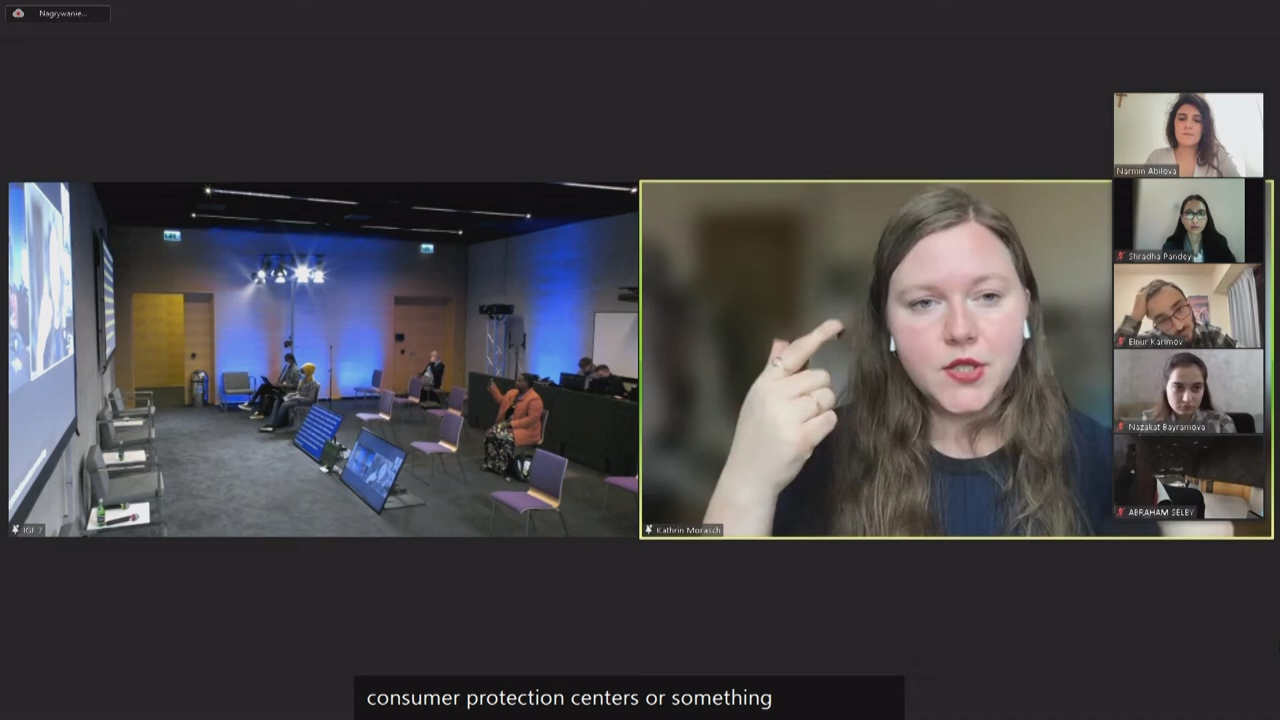 Nagrywanie...
Narmin Abilova
Shradha Pandey
Elnur Karimov
Nazakat Bayramova
ABRAHAM SELBY
IGF 7
Kathrin Morasch
consumer protection centers or something